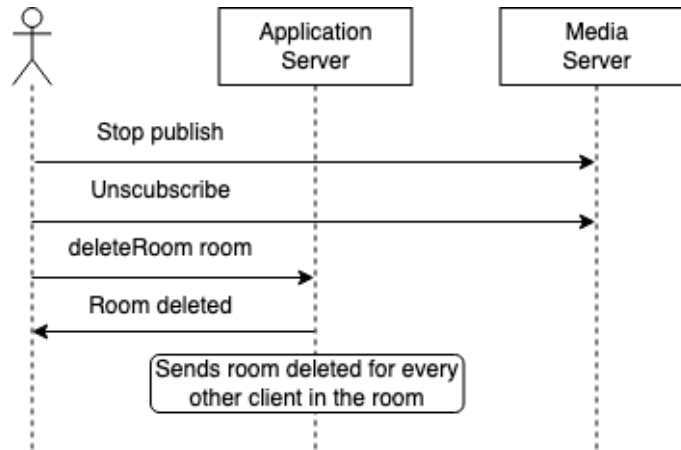 Application
Server
Media
Server
Stop publish
Unscubscribe
deleteRoom room
Room deleted
Sends room deleted for every
other client in the room